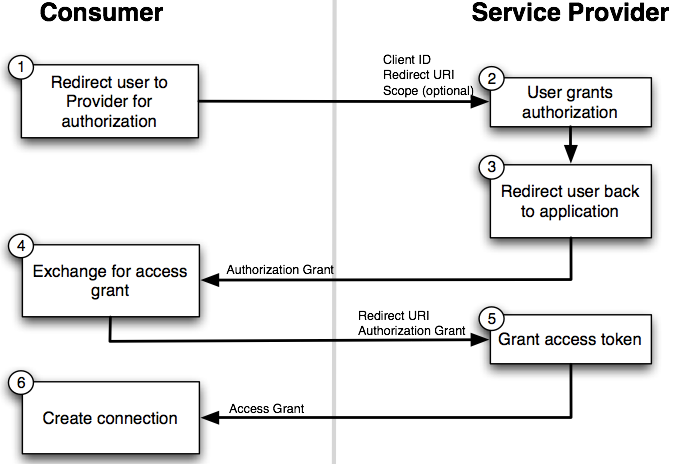 Consumer
Service Provider
1
Redirect user to
Provider for
authorization
Client ID
Redirect URI
Scope (optional)
2
User grants
authorization
3
Redirect user back
to application
4
Exchange for access
grant
Authorization Grant
Redirect URI
Authorization Grant
5
Grant access token
6
Create connection
Access Grant